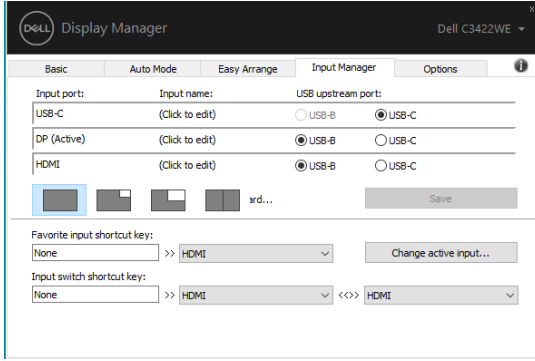 DELL Display Manager Dell C3422WE
Basic Auto Mode Easy Arrange Input Manager Options
Input port: Input name: USB upstream port:
USB-C (Click to edit) USB-B USB-C
DP (Active) (Click to edit) USB-B USB-C
HDMI (Click to edit) USB-B USB-C
ard... Save
Favorite input shortcut key:
None >> HDMI Change active input...
Input switch shortcut key:
None >> HDMI <<>> HDMI